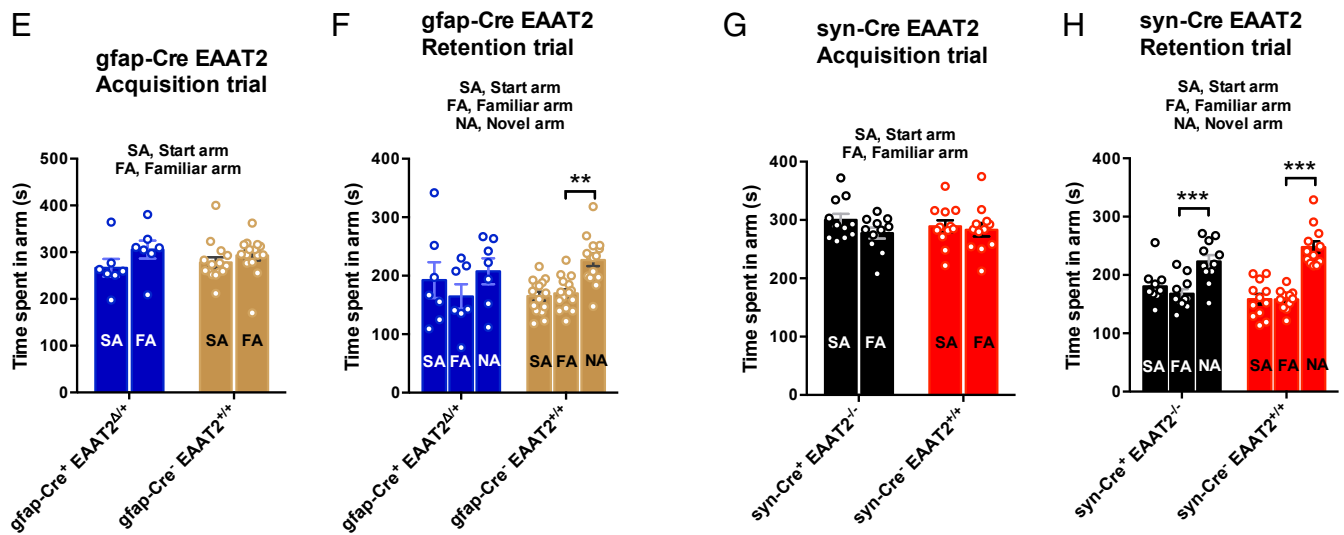 E
gfap-Cre EAAT2
Acquisition trial
SA, Start arm
FA, Familiar arm
Time spent in arm (s)
500
400
300
200
100
0
SA FA SA FA
gfap-Cre⁺ EAAT2^Δ/+
gfap-Cre⁻ EAAT2⁺/⁺
F
gfap-Cre EAAT2
Retention trial
SA, Start arm
FA, Familiar arm
NA, Novel arm
Time spent in arm (s)
400
300
200
100
0
**
SA FA NA SA FA NA
gfap-Cre⁺ EAAT2^Δ/+
gfap-Cre⁻ EAAT2⁺/⁺
G
syn-Cre EAAT2
Acquisition trial
SA, Start arm
FA, Familiar arm
Time spent in arm (s)
400
300
200
100
0
SA FA SA FA
syn-Cre⁺ EAAT2⁻/⁻
syn-Cre⁻ EAAT2⁺/⁺
H
syn-Cre EAAT2
Retention trial
SA, Start arm
FA, Familiar arm
NA, Novel arm
Time spent in arm (s)
400
300
200
100
0
*** ***
SA FA NA SA FA NA
syn-Cre⁺ EAAT2⁻/⁻
syn-Cre⁻ EAAT2⁺/⁺